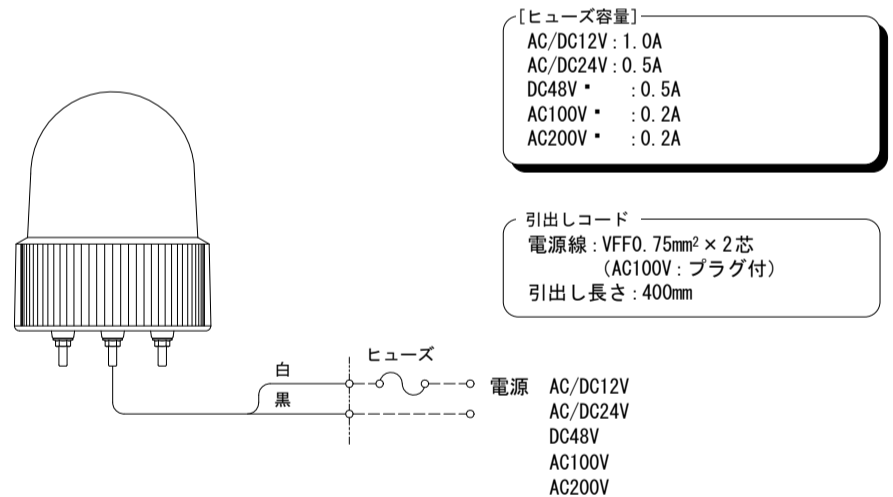 [ヒューズ容量]
AC/DC12V:1.0A
AC/DC24V:0.5A
DC48V ▪ :0.5A
AC100V ▪ :0.2A
AC200V ▪ :0.2A
引出しコード
電源線:VFF0.75mm²×2芯
(AC100V:プラグ付)
引出し長さ:400mm
ヒューズ
白
黒
電源 AC/DC12V
AC/DC24V
DC48V
AC100V
AC200V